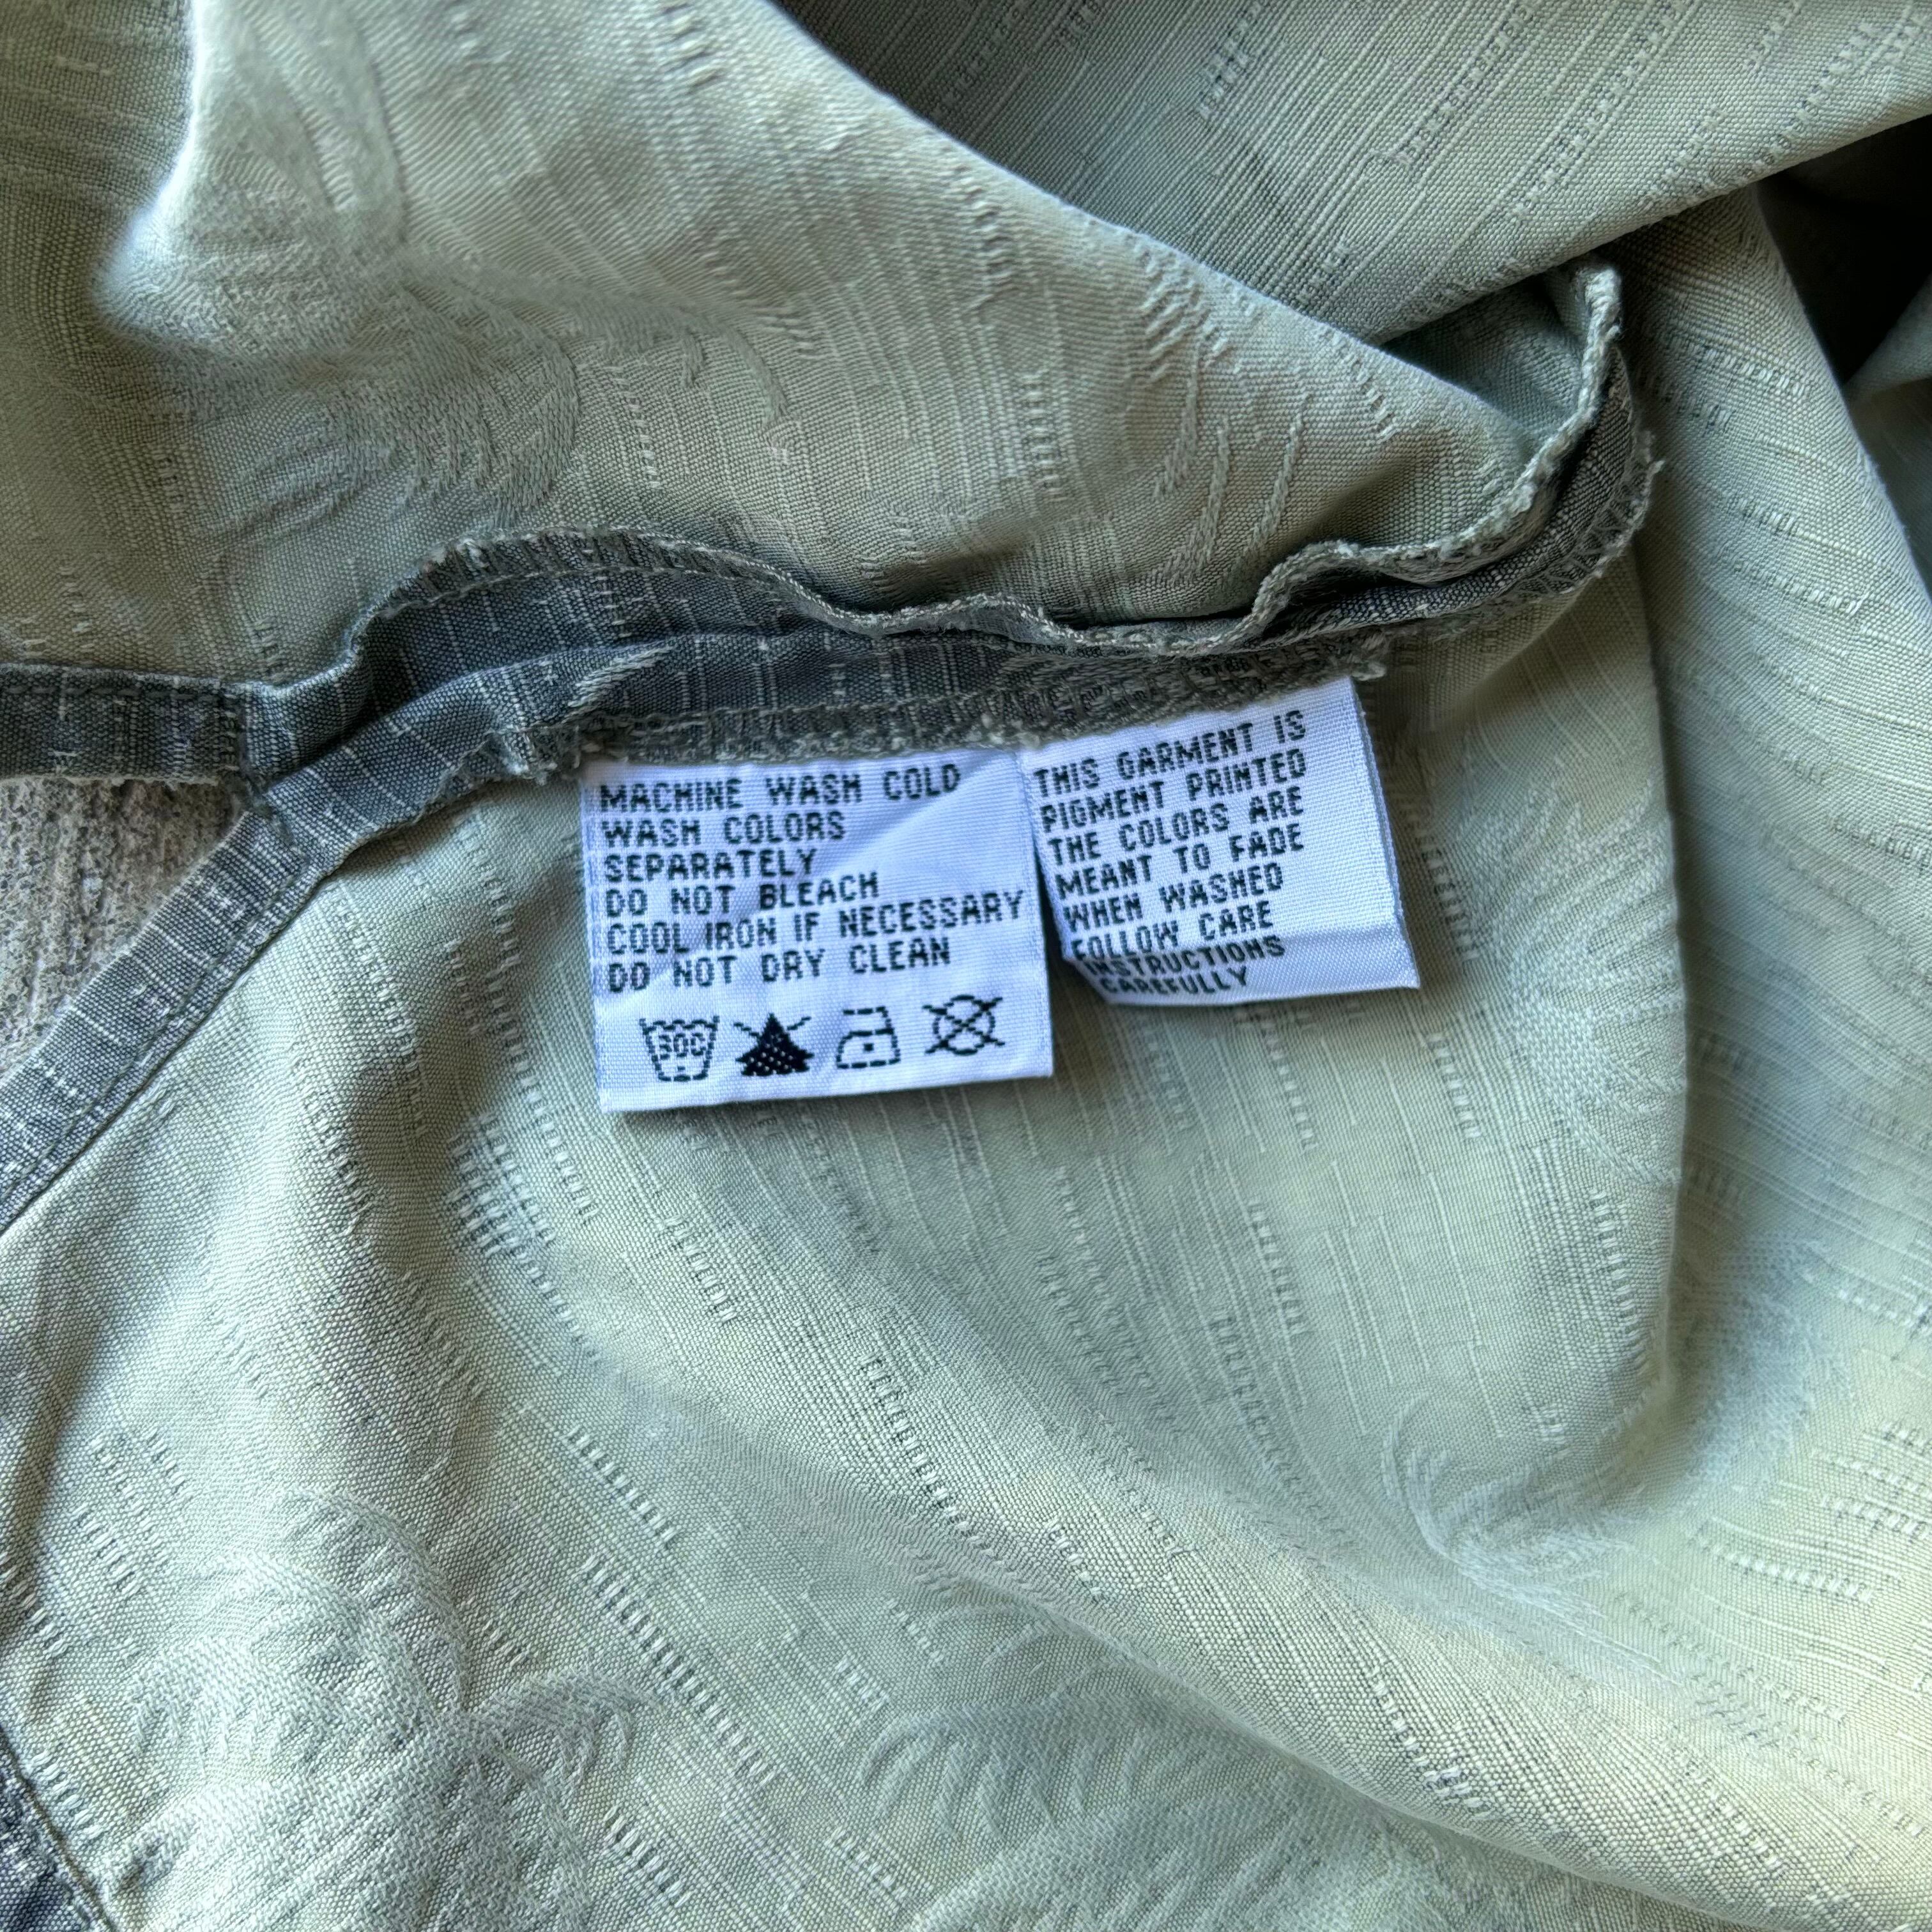 MACHINE WASH COLD
WASH COLORS
SEPARATELY
DO NOT BLEACH
COOL IRON IF NECESSARY
DO NOT DRY CLEAN
30C
THIS GARMENT IS
PIGMENT PRINTED
THE COLORS ARE
MEANT TO FADE
WHEN WASHED
FOLLOW CARE
INSTRUCTIONS
CAREFULLY